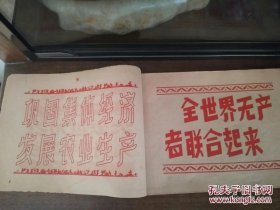 巩固集体经济
发展农业生产
全世界无产
者联合起来